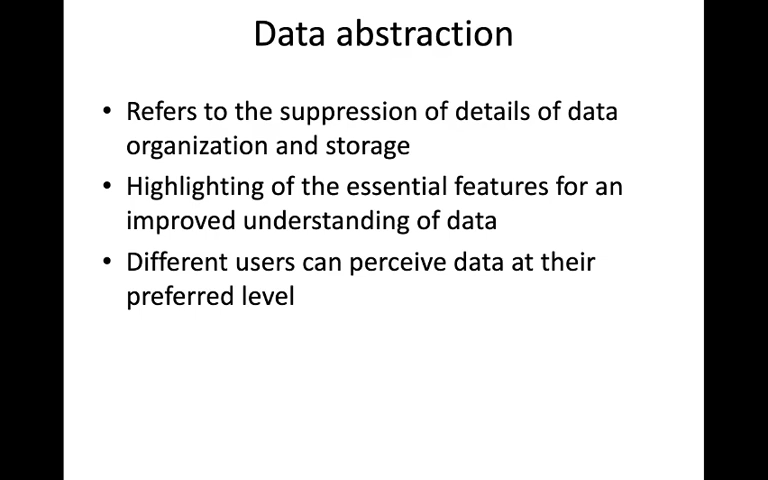 Data abstraction
• Refers to the suppression of details of data
organization and storage
• Highlighting of the essential features for an
improved understanding of data
• Different users can perceive data at their
preferred level